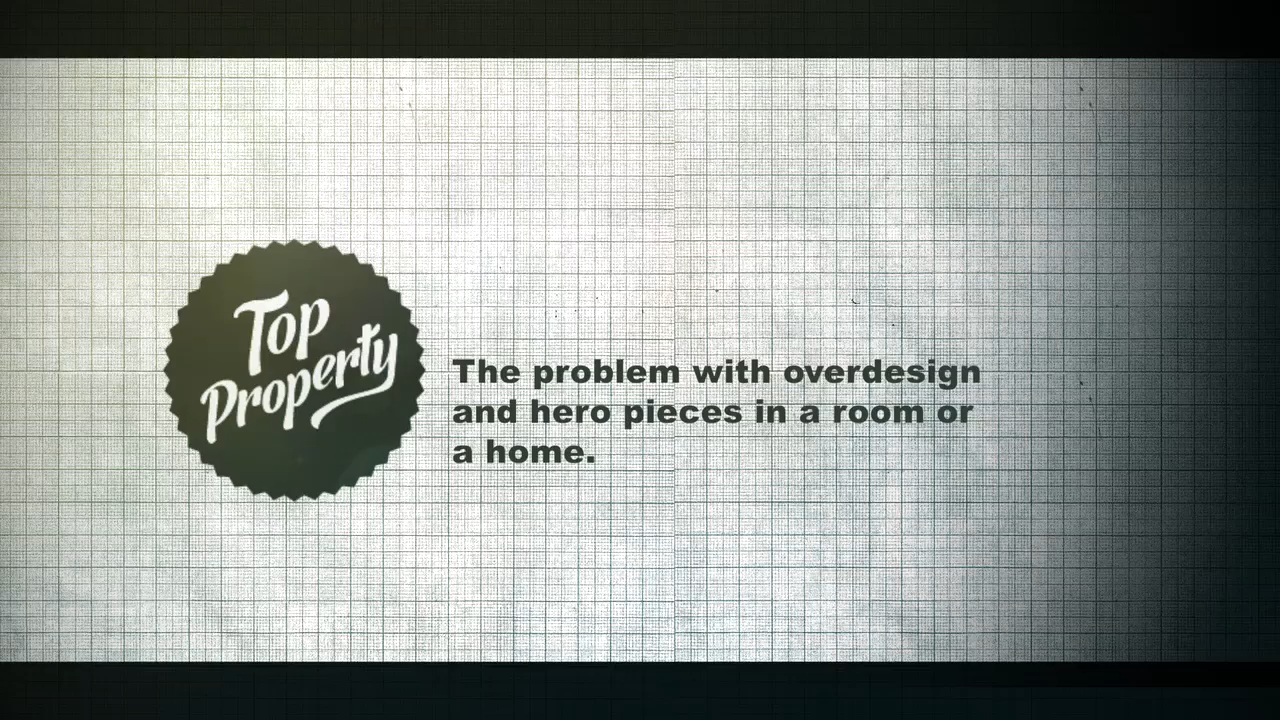 Top
Property
The problem with overdesign
and hero pieces in a room or
a home.